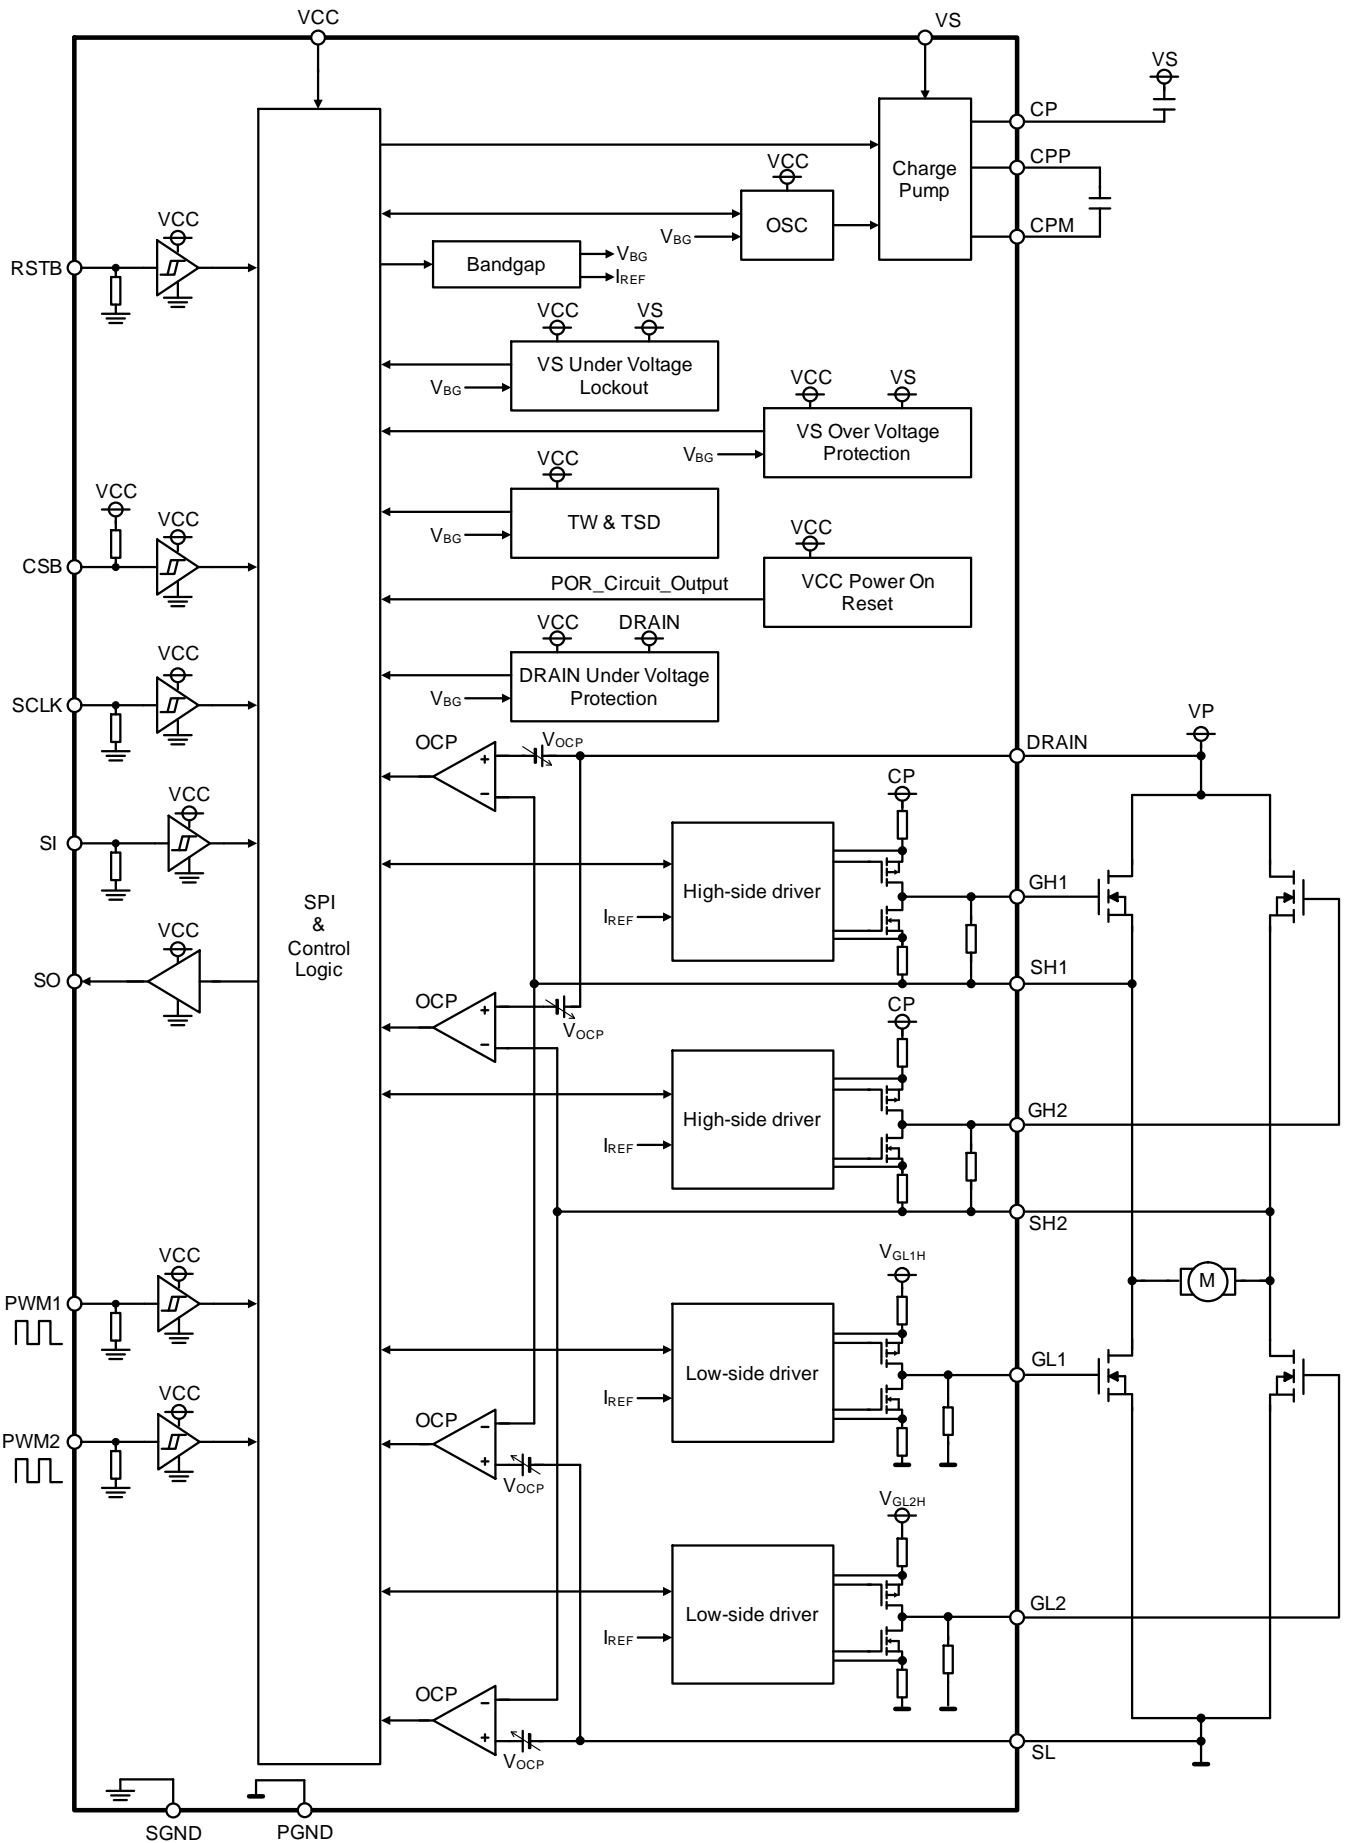 VCC
VS
VS
CP
Charge
Pump
CPP
CPM
VCC
OSC
VBG
VCC
RSTB
Bandgap
VBG
IREF
VCC
VS
VS Under Voltage
Lockout
VBG
VCC
VS
VS Over Voltage
Protection
VBG
VCC
TW & TSD
VBG
VCC
VCC
CSB
VCC
VCC Power On
Reset
POR_Circuit_Output
VCC
DRAIN
DRAIN Under Voltage
Protection
VBG
VCC
SCLK
OCP
+
−
VOCP
DRAIN
VP
VCC
SI
CP
High-side driver
IREF
GH1
SH1
SPI
&
Control
Logic
VCC
SO
OCP
+
−
VOCP
CP
High-side driver
IREF
GH2
SH2
VCC
PWM1
M
VGL1H
Low-side driver
IREF
GL1
VCC
PWM2
OCP
−
+
VOCP
VGL2H
Low-side driver
IREF
GL2
OCP
−
+
VOCP
SL
SGND
PGND